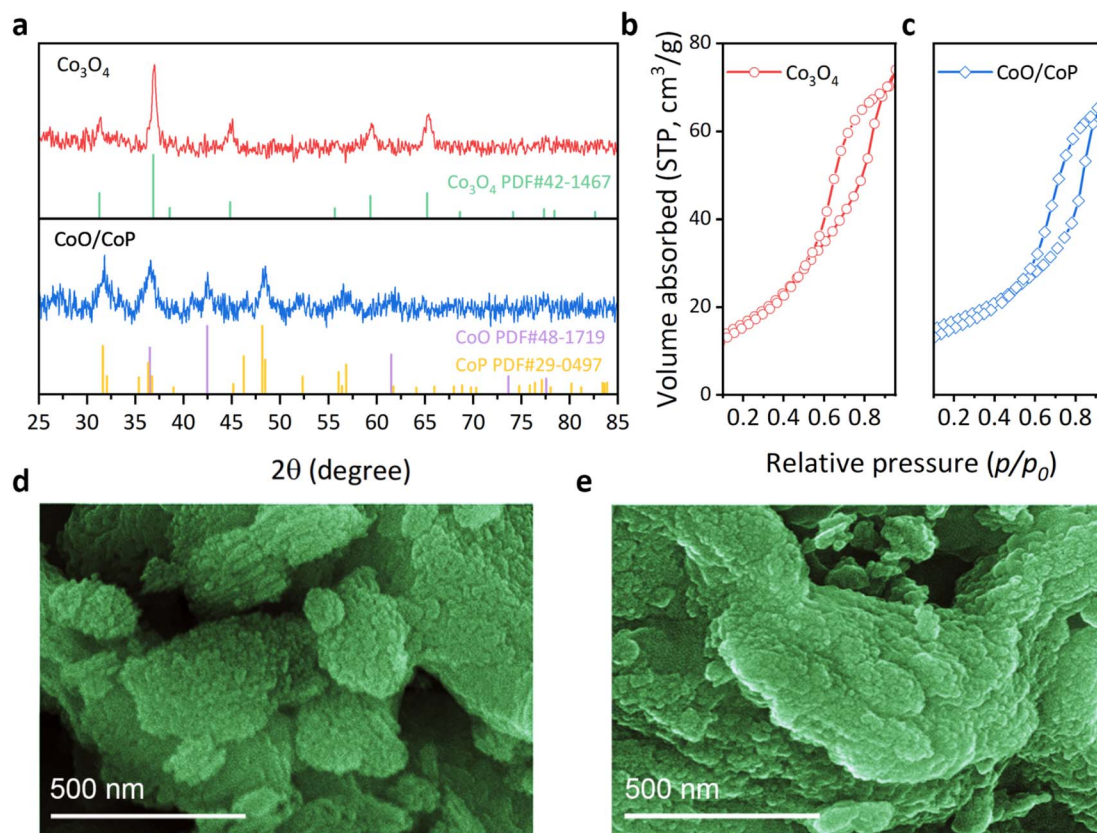 a
Co₃O₄
Co₃O₄ PDF#42-1467
CoO/CoP
CoO PDF#48-1719
CoP PDF#29-0497
25 30 35 40 45 50 55 60 65 70 75 80 85
2θ (degree)
b
Co₃O₄
80
60
40
20
0
Volume absorbed (STP, cm³/g)
0.2 0.4 0.6 0.8
c
CoO/CoP
0.2 0.4 0.6 0.8
Relative pressure (p/p₀)
d
500 nm
e
500 nm